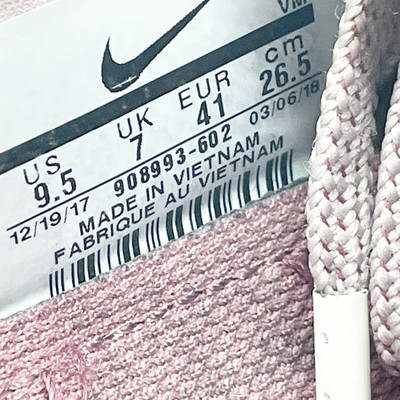 VM
US UK EUR cm
9.5 7 41 26.5
12/19/17 908993-602 03/06/18
MADE IN VIETNAM
FABRIQUE AU VIETNAM